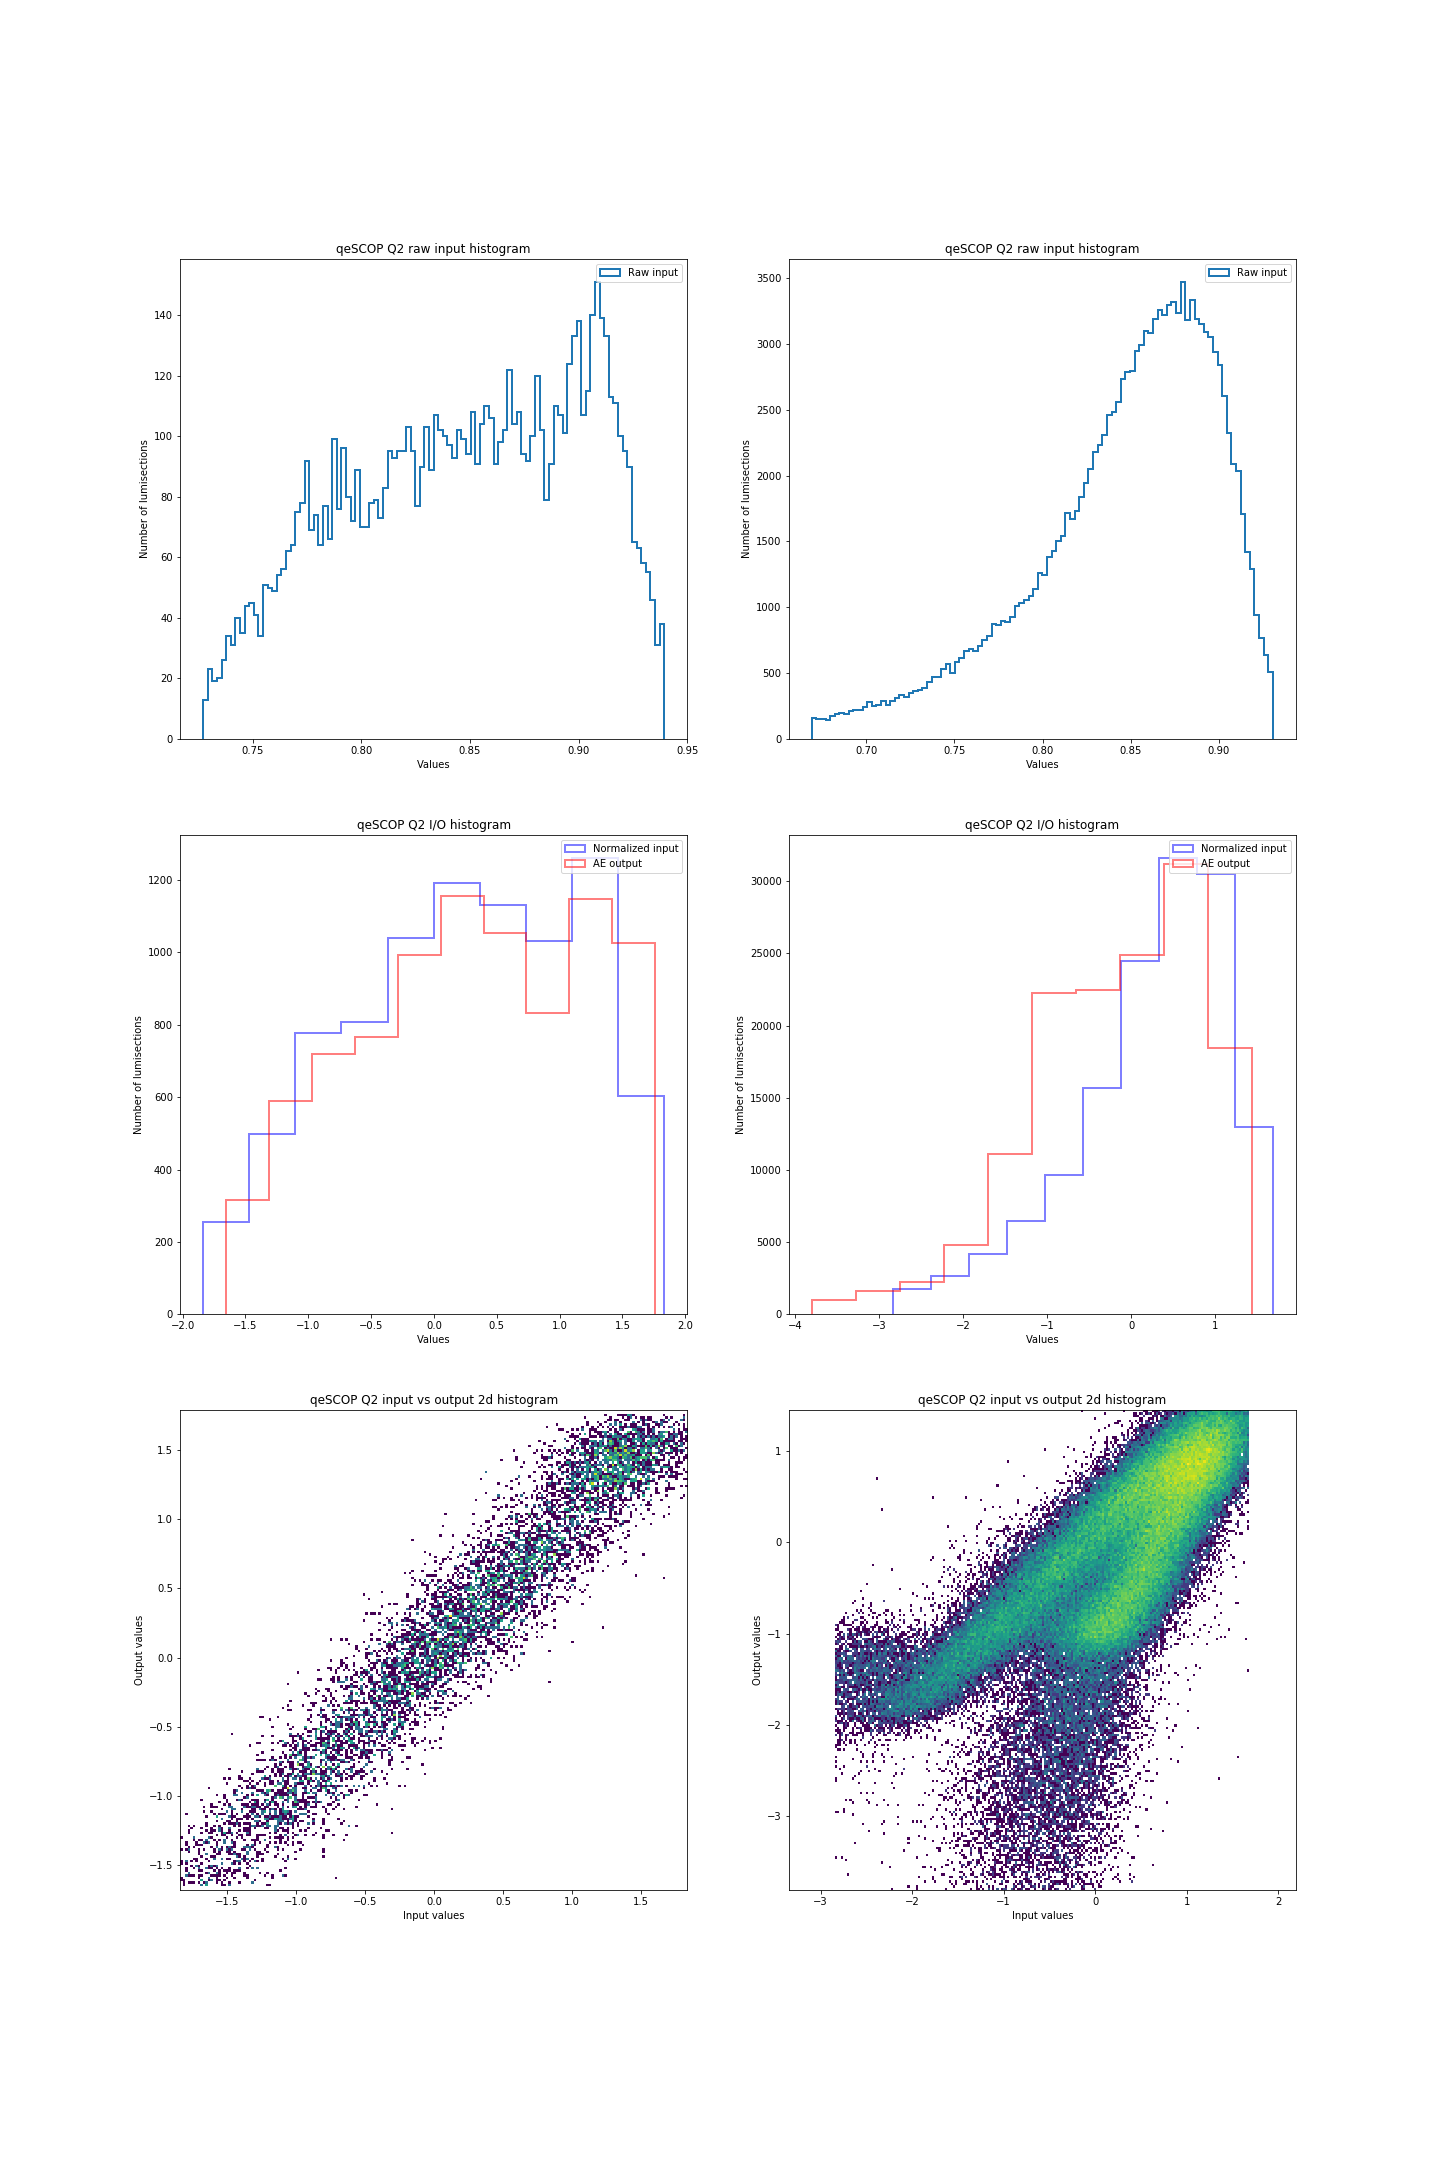 qeSCOP Q2 raw input histogram
Raw input
140
120
100
80
60
40
20
0
Number of lumisections
0.75 0.80 0.85 0.90 0.95
Values
qeSCOP Q2 raw input histogram
Raw input
3500
3000
2500
2000
1500
1000
500
0
Number of lumisections
0.70 0.75 0.80 0.85 0.90
Values
qeSCOP Q2 I/O histogram
Normalized input
AE output
1200
1000
800
600
400
200
0
Number of lumisections
−2.0 −1.5 −1.0 −0.5 0.0 0.5 1.0 1.5 2.0
Values
qeSCOP Q2 I/O histogram
Normalized input
AE output
30000
25000
20000
15000
10000
5000
0
Number of lumisections
−4 −3 −2 −1 0 1
Values
qeSCOP Q2 input vs output 2d histogram
1.5
1.0
0.5
0.0
−0.5
−1.0
−1.5
Output values
−1.5 −1.0 −0.5 0.0 0.5 1.0 1.5
Input values
qeSCOP Q2 input vs output 2d histogram
1
0
−1
−2
−3
Output values
−3 −2 −1 0 1 2
Input values